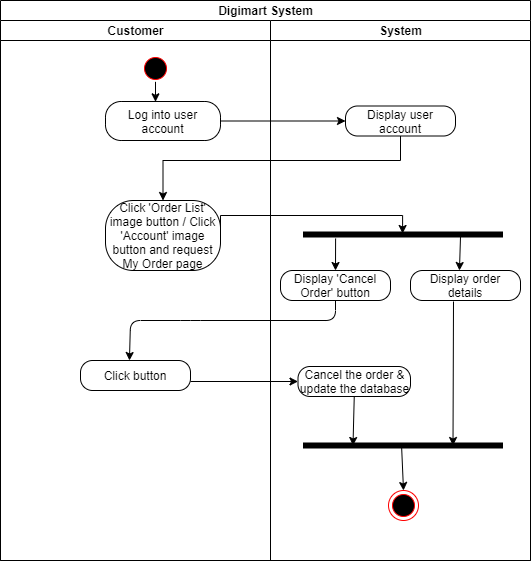 Digimart System
Customer
System
Log into user
account
Display user
account
Click 'Order List'
image button / Click
'Account' image
button and request
My Order page
Display 'Cancel
Order' button
Display order
details
Click button
Cancel the order &
update the database